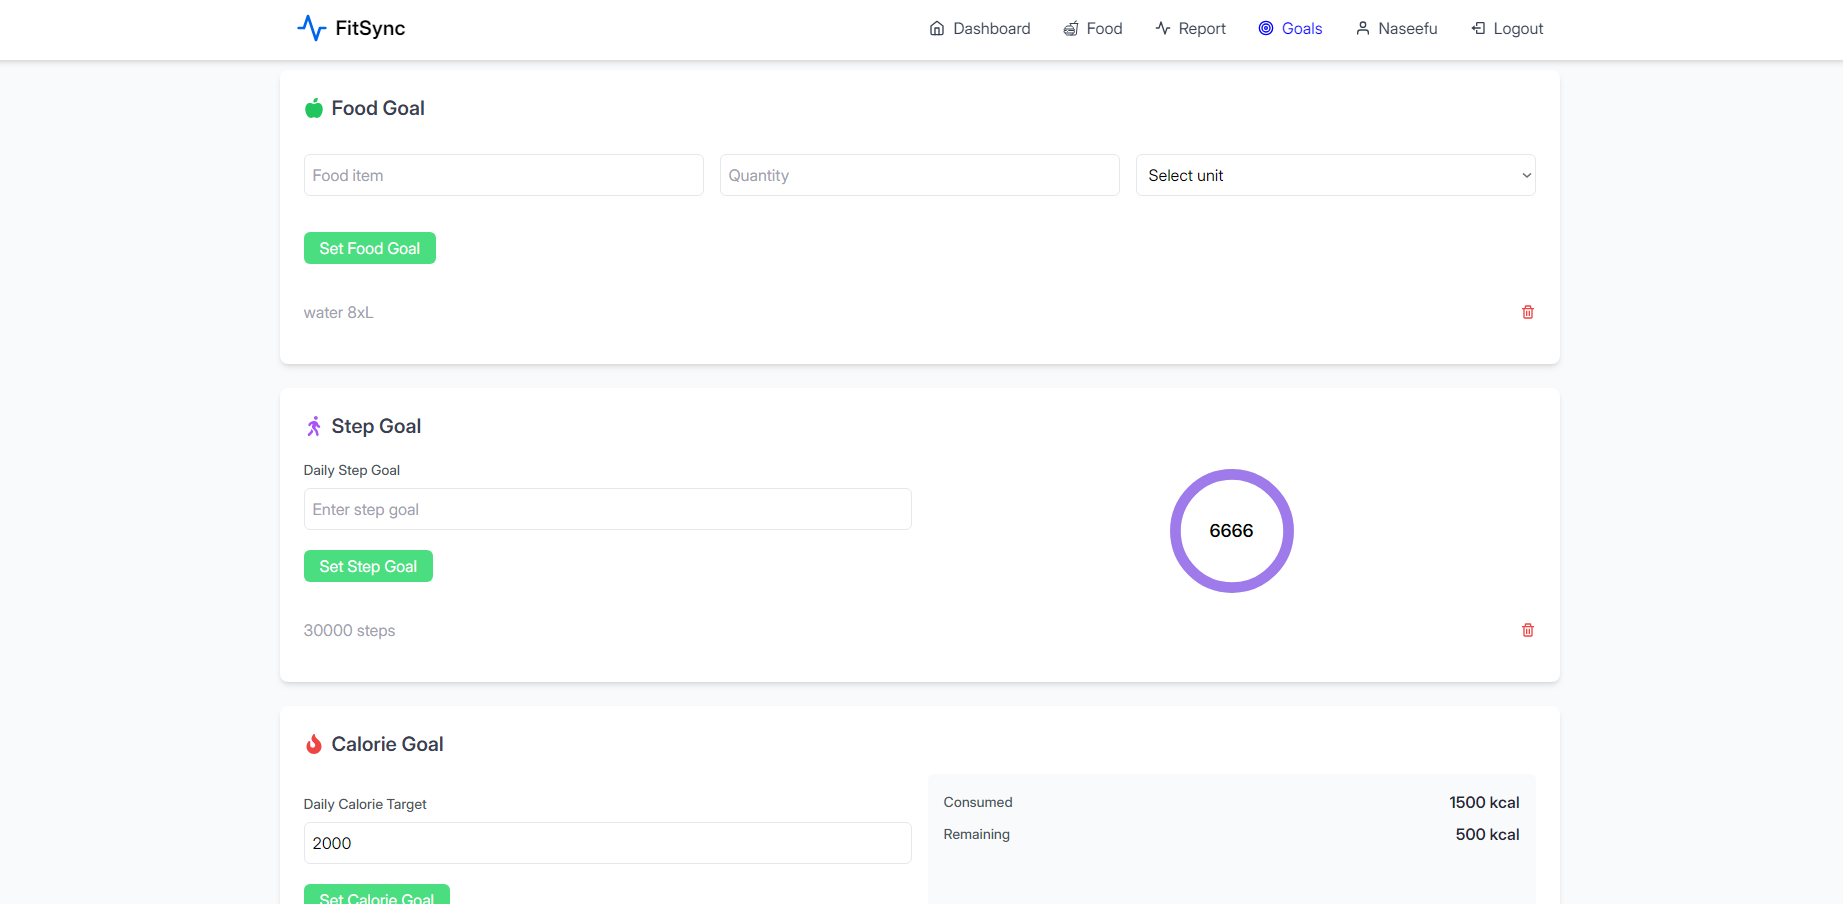 FitSync
Dashboard
Food
Report
Goals
Naseefu
Logout
Food Goal
Food item
Quantity
Select unit
Set Food Goal
water 8xL
Step Goal
Daily Step Goal
Enter step goal
6666
Set Step Goal
30000 steps
Calorie Goal
Daily Calorie Target
2000
Set Calorie Goal
Consumed 1500 kcal
Remaining 500 kcal